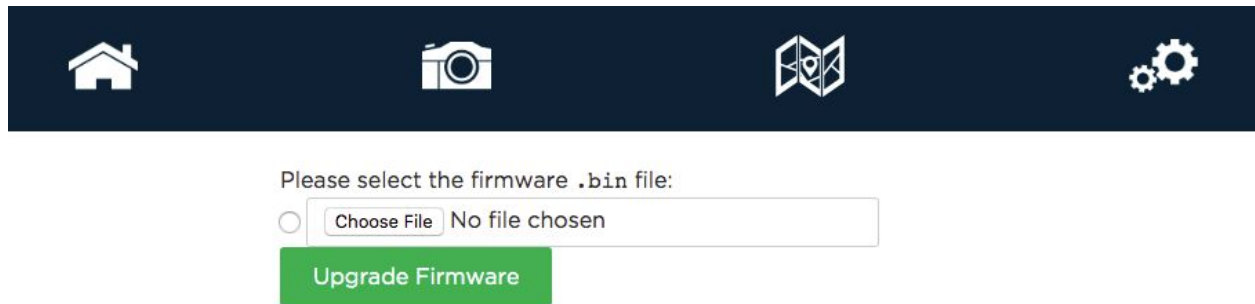 Please select the firmware .bin file:
Choose File No file chosen
Upgrade Firmware